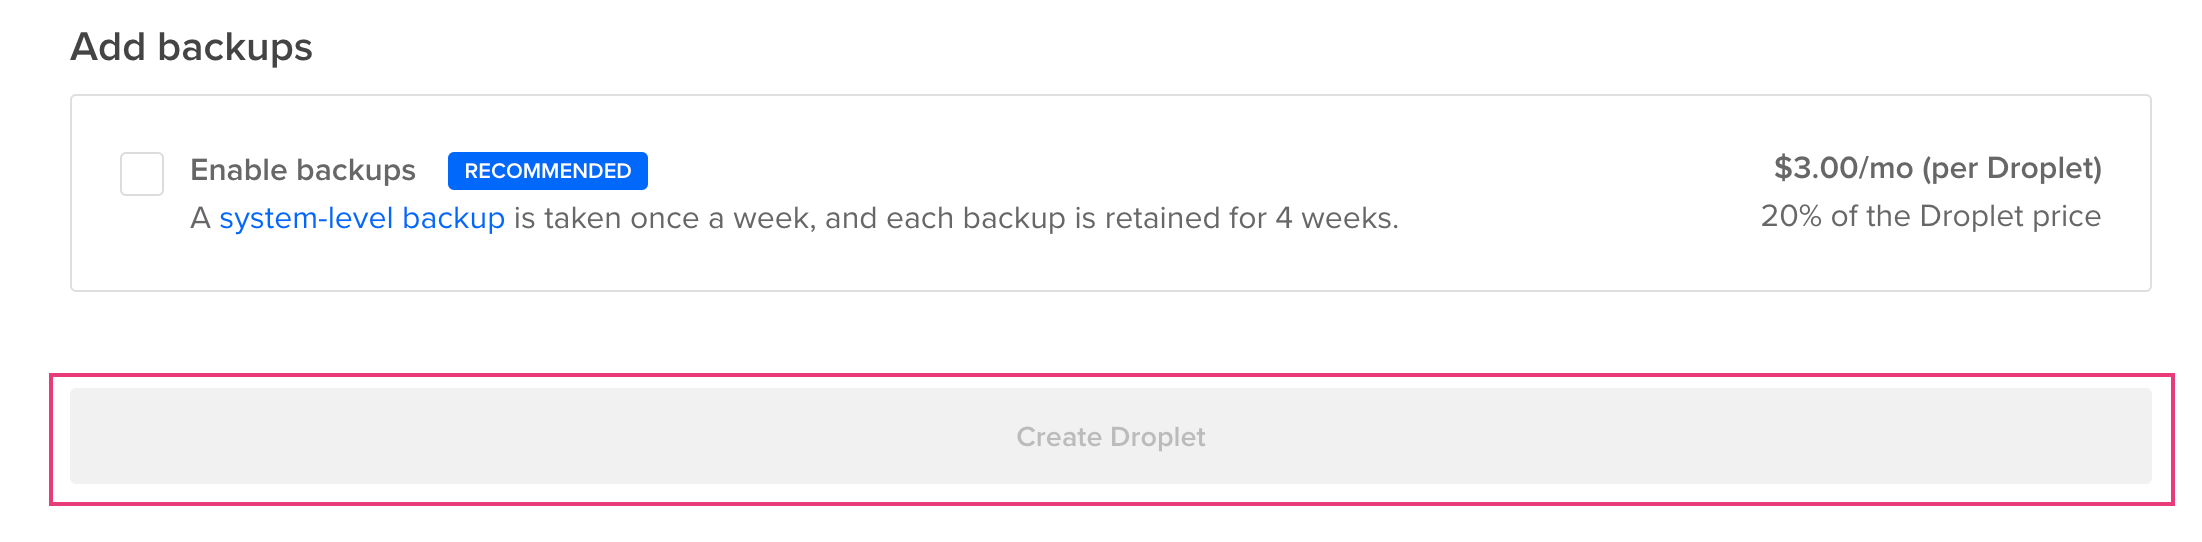 Add backups
Enable backups RECOMMENDED
$3.00/mo (per Droplet)
A system-level backup is taken once a week, and each backup is retained for 4 weeks.
20% of the Droplet price
Create Droplet